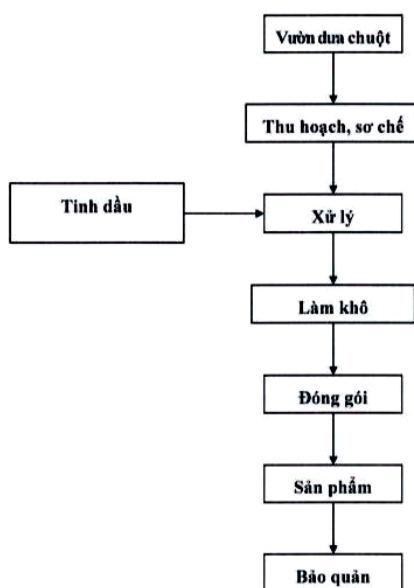 Vườn dưa chuột
Thu hoạch, sơ chế
Tinh dầu
Xử lý
Làm khô
Đóng gói
Sản phẩm
Bảo quản